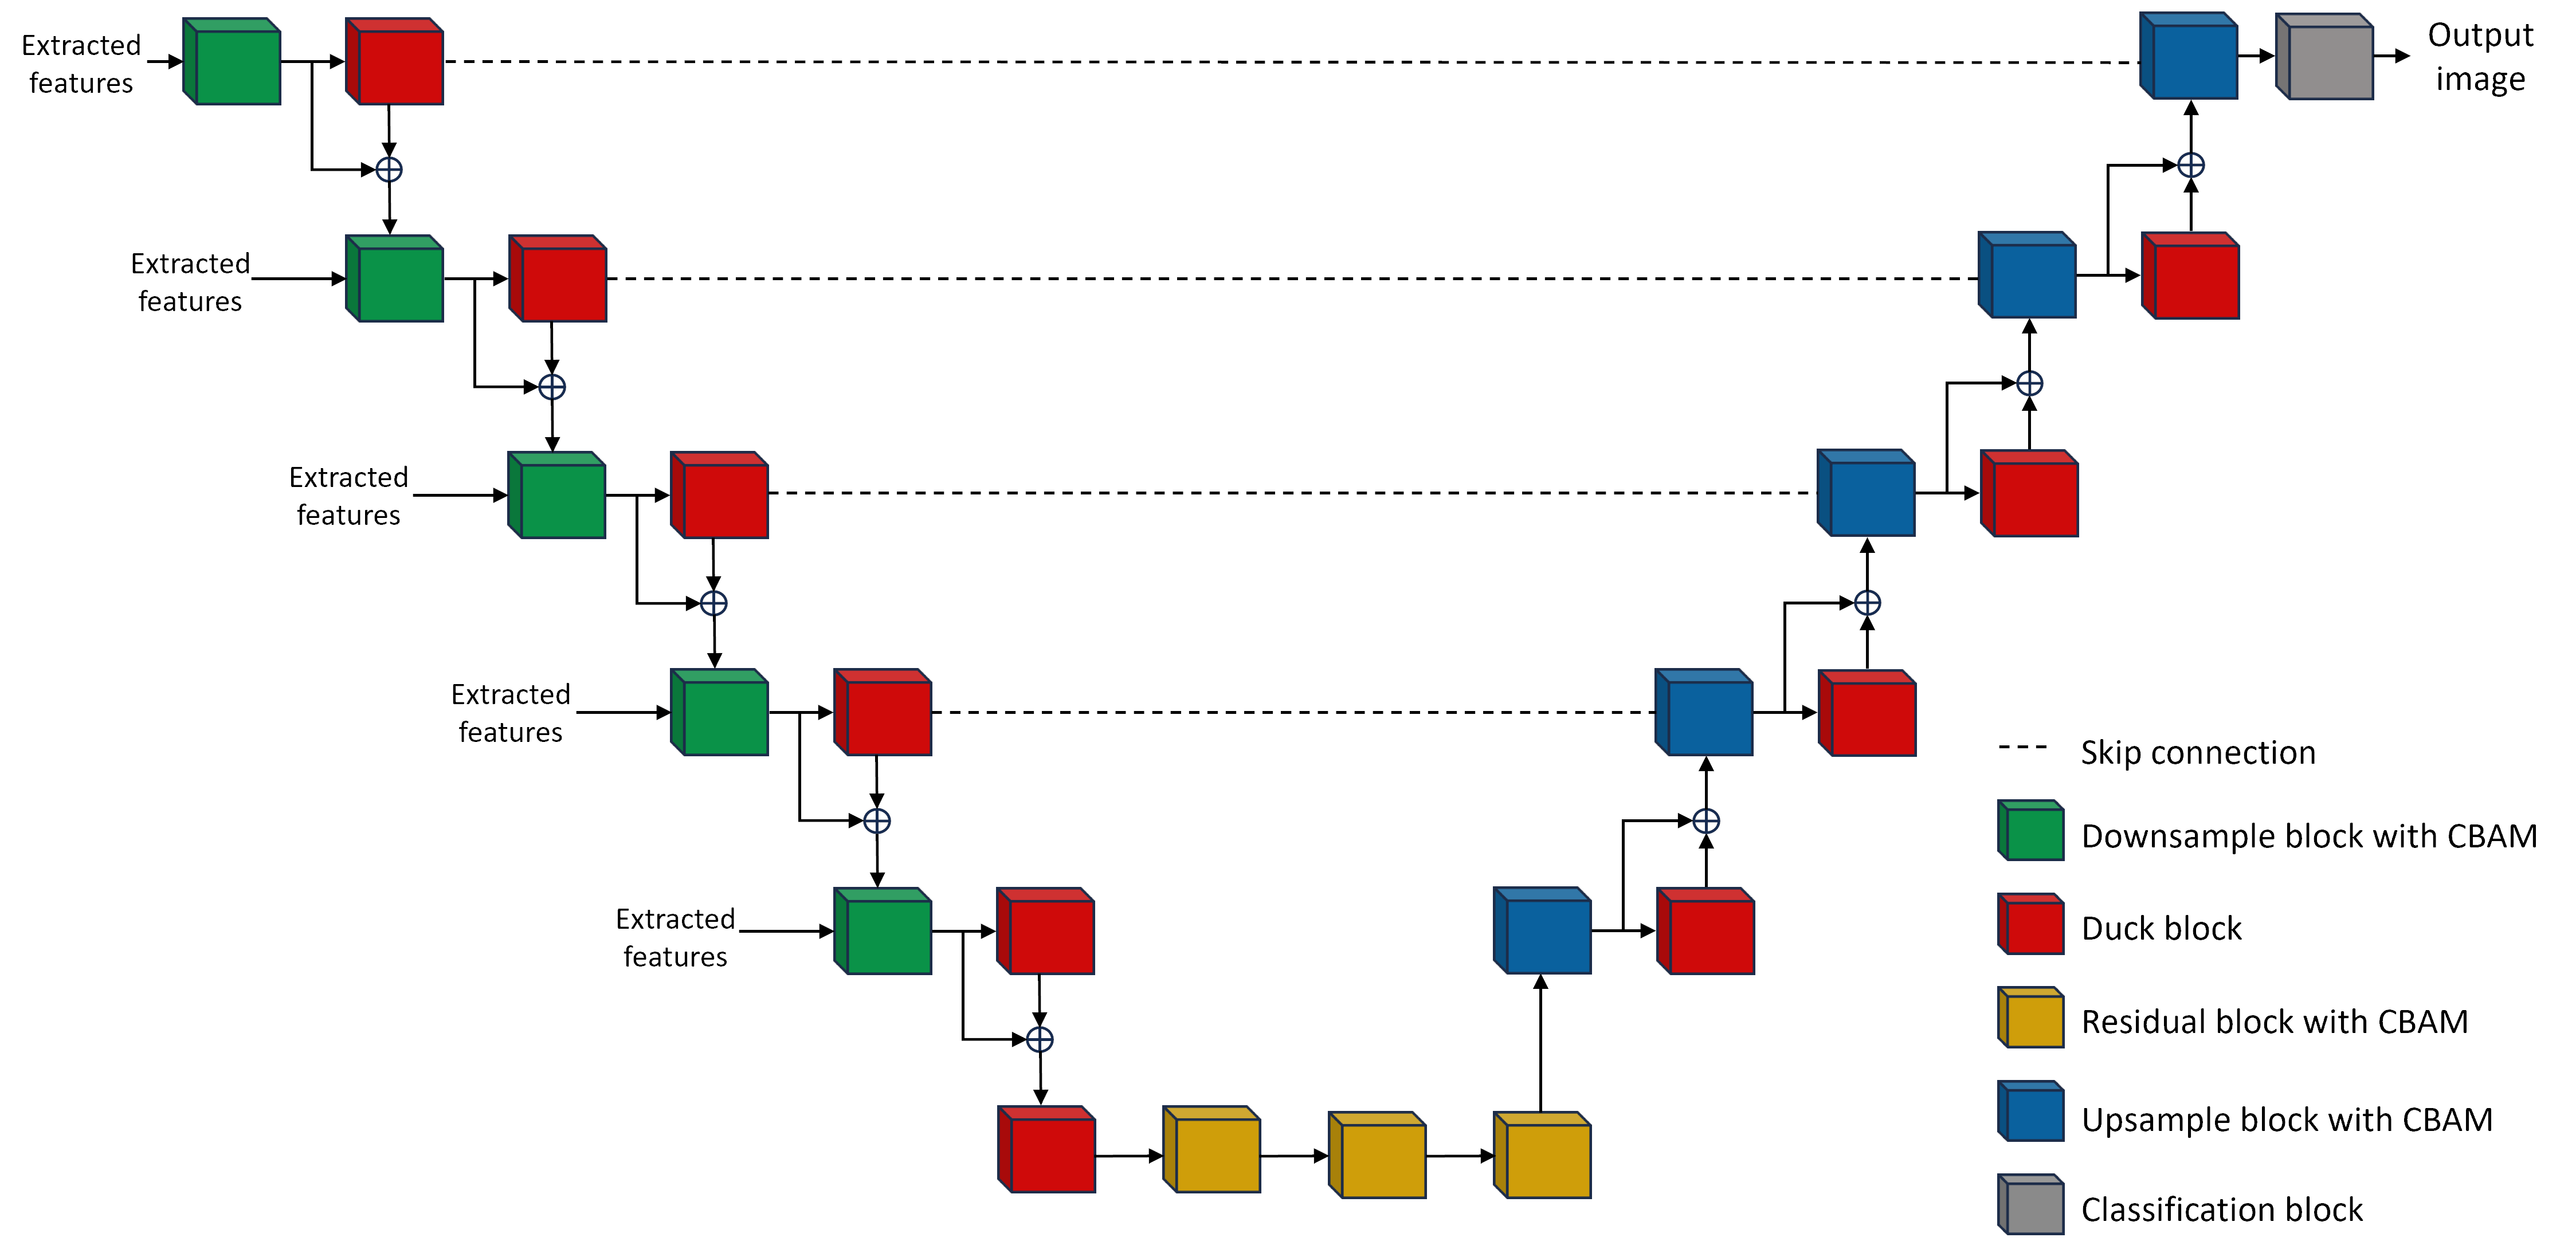 Extracted
features
Output
image
Extracted
features
Extracted
features
Extracted
features
Extracted
features
Skip connection
Downsample block with CBAM
Duck block
Residual block with CBAM
Upsample block with CBAM
Classification block